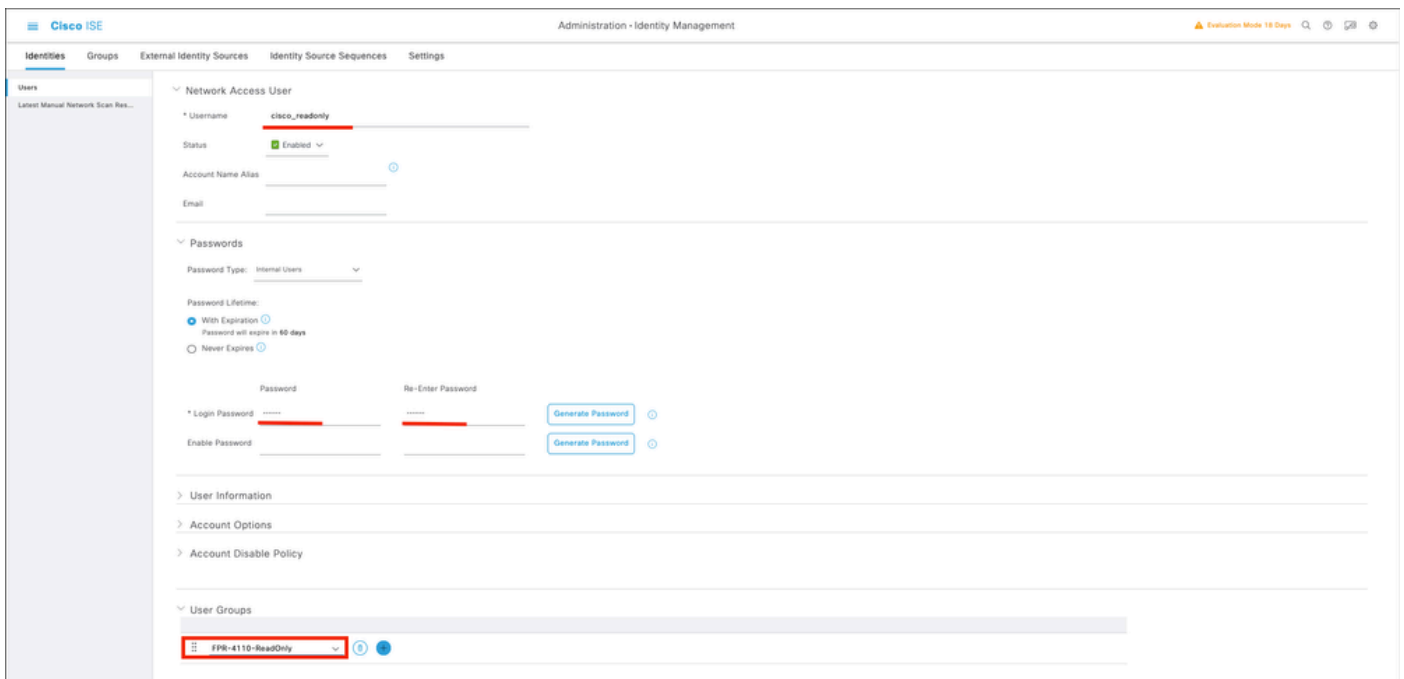 Cisco ISE
Administration · Identity Management
Evaluation Mode 18 Days
Identities Groups External Identity Sources Identity Source Sequences Settings
Users
Latest Manual Network Scan Res...
Network Access User
* Username cisco_readonly
Status Enabled
Account Name Alias
Email
Passwords
Password Type: Internal Users
Password Lifetime:
With Expiration
Password will expire in 60 days
Never Expires
Password Re-Enter Password
* Login Password ······· ······· Generate Password
Enable Password Generate Password
User Information
Account Options
Account Disable Policy
User Groups
FPR-4110-ReadOnly